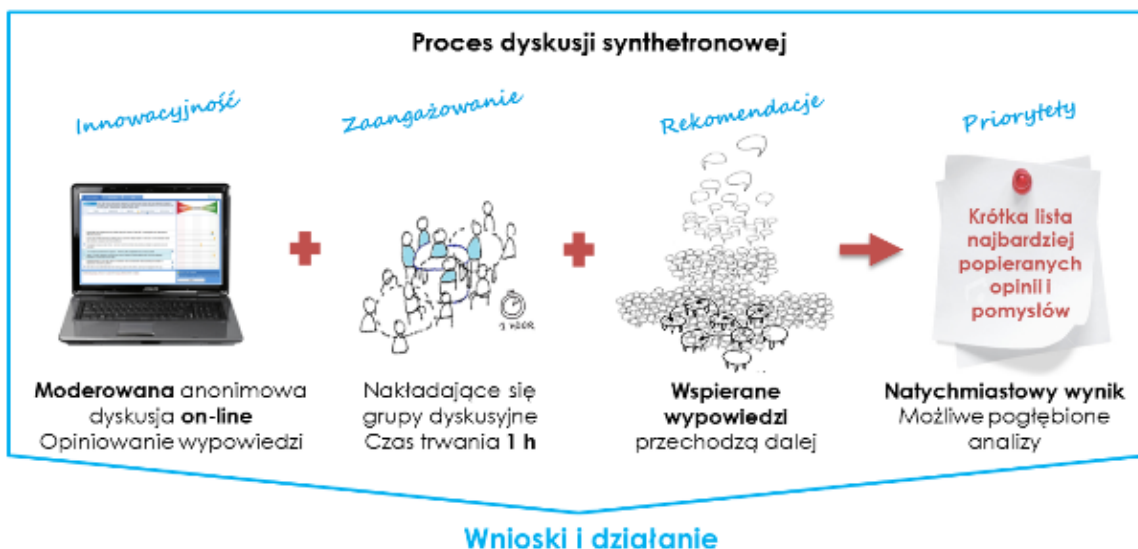 Proces dyskusji synthetronowej
Innowacyjność
Zaangażowanie
Rekomendacje
Priorytety
Krótka lista
najbardziej
popieranych
opinii i
pomysłów
1 HOUR
Moderowana anonimowa
dyskusja on-line
Opiniowanie wypowiedzi
Nakładające się
grupy dyskusyjne
Czas trwania 1 h
Wspierane
wypowiedzi
przechodzą dalej
Natychmiastowy wynik
Możliwe pogłębione
analizy
Wnioski i działanie